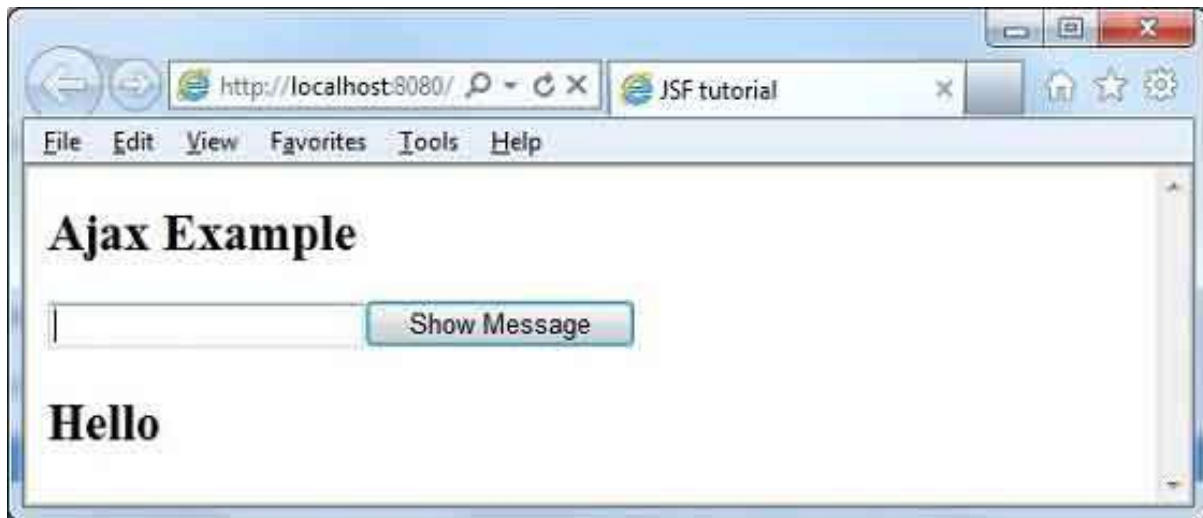 http://localhost:8080/ JSF tutorial
File Edit View Favorites Tools Help
Ajax Example
Show Message
Hello